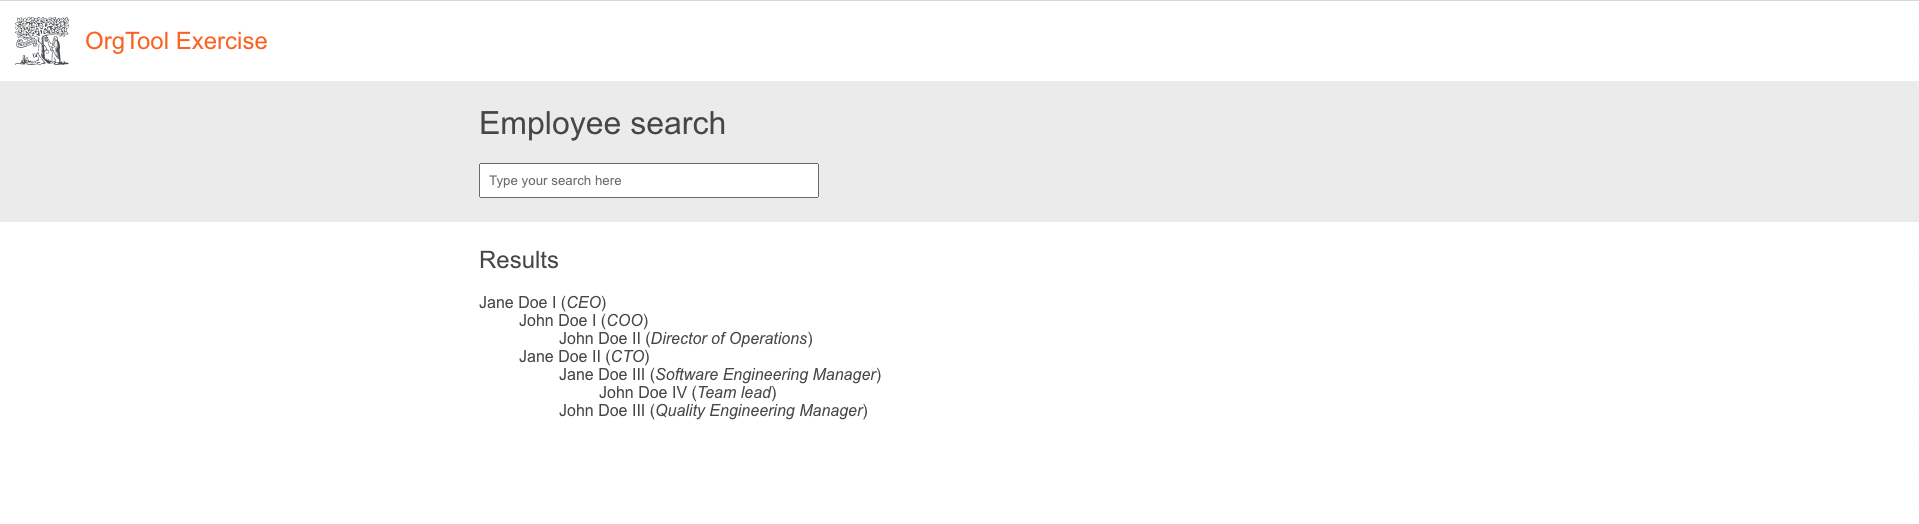 OrgTool Exercise
Employee search
Type your search here
Results
Jane Doe I (CEO)
John Doe I (COO)
John Doe II (Director of Operations)
Jane Doe II (CTO)
Jane Doe III (Software Engineering Manager)
John Doe IV (Team lead)
John Doe III (Quality Engineering Manager)